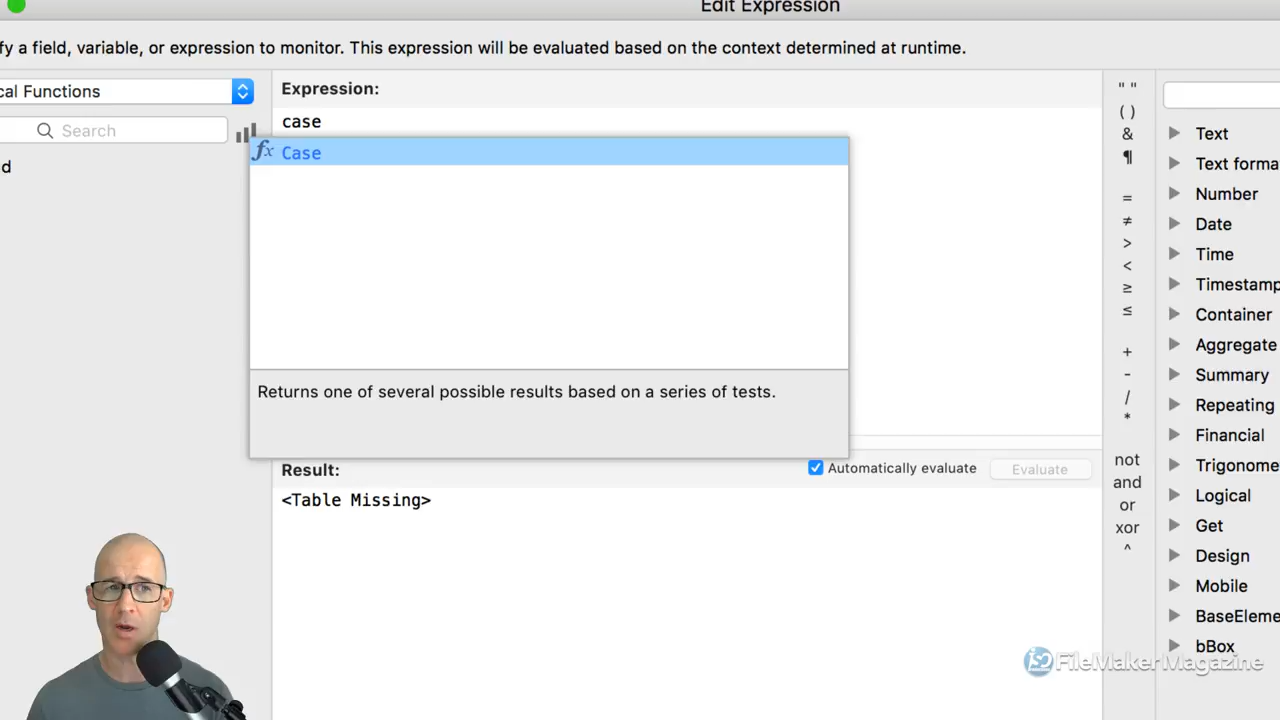 Edit Expression
fy a field, variable, or expression to monitor. This expression will be evaluated based on the context determined at runtime.
cal Functions
Search
d
Expression:
case
fx Case
Returns one of several possible results based on a series of tests.
Result:
Automatically evaluate
Evaluate
<Table Missing>
" "
( )
&
¶
=
≠
>
<
≥
≤
+
-
/
*
not
and
or
xor
^
Text
Text forma
Number
Date
Time
Timestamp
Container
Aggregate
Summary
Repeating
Financial
Trigonome
Logical
Get
Design
Mobile
BaseEleme
bBox
FileMaker Magazine